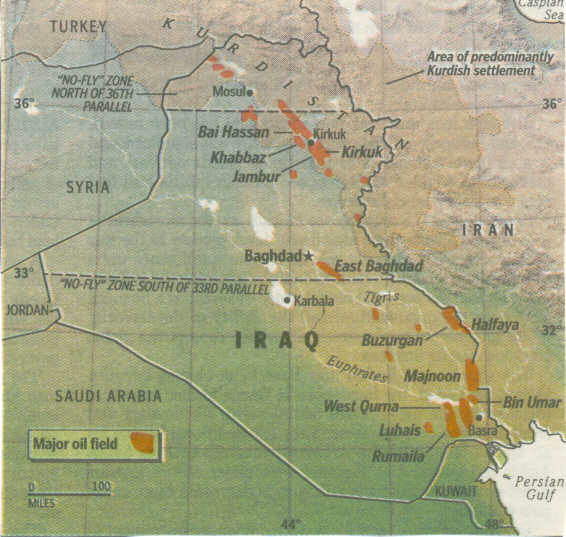 Caspian
Sea
TURKEY
KURDISTAN
Area of predominantly
Kurdish settlement
"NO-FLY" ZONE
NORTH OF 36TH
PARALLEL
Mosul
36°
36°
Bai Hassan
Kirkuk
Khabbaz
Kirkuk
Jambur
SYRIA
IRAN
Baghdad
East Baghdad
33°
"NO-FLY" ZONE SOUTH OF 33RD PARALLEL
Karbala
Tigris
JORDAN
Halfaya
32°
IRAQ
Buzurgan
Euphrates
Majnoon
SAUDI ARABIA
West Qurna
Bin Umar
Luhais
Basra
Major oil field
Rumaila
0 100
MILES
KUWAIT
Persian
Gulf
44°
48°